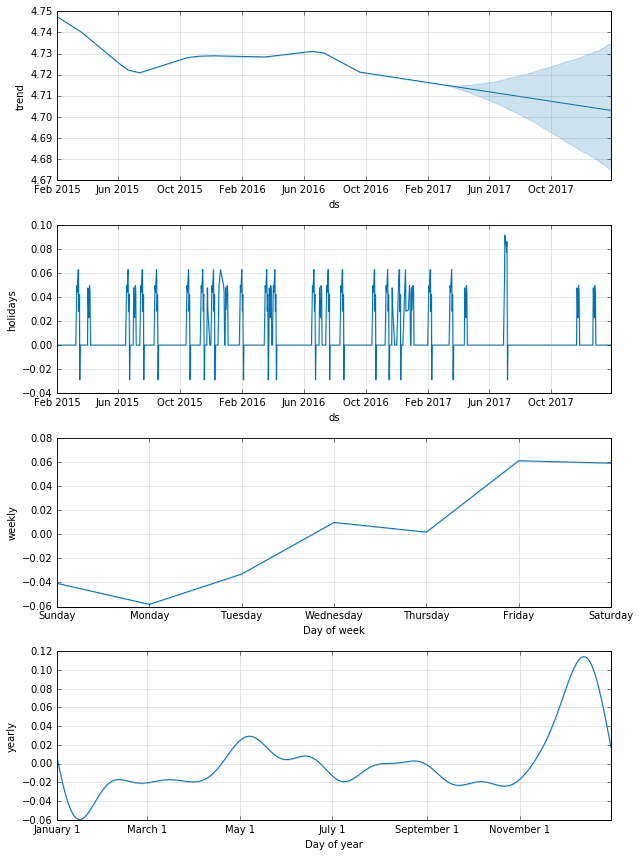 4.75
4.74
4.73
4.72
4.71
4.70
4.69
4.68
4.67
trend
Feb 2015 Jun 2015 Oct 2015 Feb 2016 Jun 2016 Oct 2016 Feb 2017 Jun 2017 Oct 2017
ds
0.10
0.08
0.06
0.04
0.02
0.00
−0.02
−0.04
holidays
Feb 2015 Jun 2015 Oct 2015 Feb 2016 Jun 2016 Oct 2016 Feb 2017 Jun 2017 Oct 2017
ds
0.08
0.06
0.04
0.02
0.00
−0.02
−0.04
−0.06
weekly
Sunday Monday Tuesday Wednesday Thursday Friday Saturday
Day of week
0.12
0.10
0.08
0.06
0.04
0.02
0.00
−0.02
−0.04
−0.06
yearly
January 1 March 1 May 1 July 1 September 1 November 1
Day of year